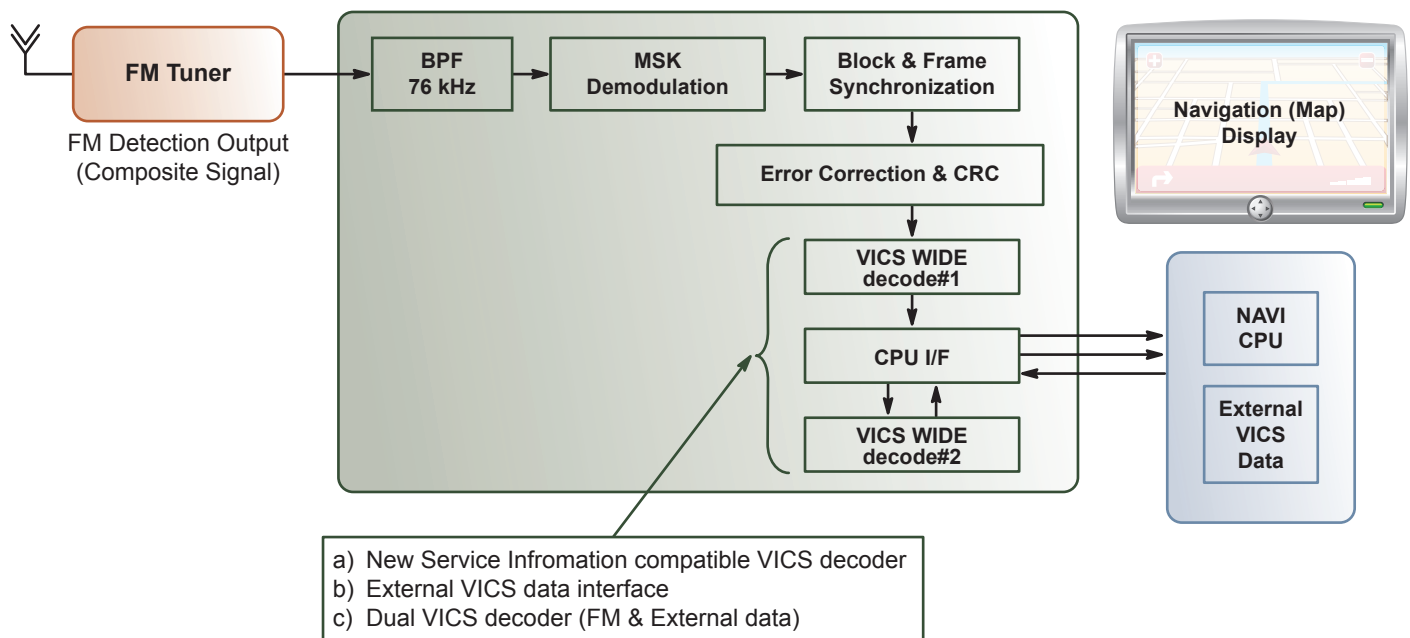 FM Tuner
FM Detection Output
(Composite Signal)
BPF
76 kHz
MSK
Demodulation
Block & Frame
Synchronization
Error Correction & CRC
VICS WIDE
decode#1
CPU I/F
VICS WIDE
decode#2
Navigation (Map)
Display
NAVI
CPU
External
VICS
Data
a) New Service Infromation compatible VICS decoder
b) External VICS data interface
c) Dual VICS decoder (FM & External data)